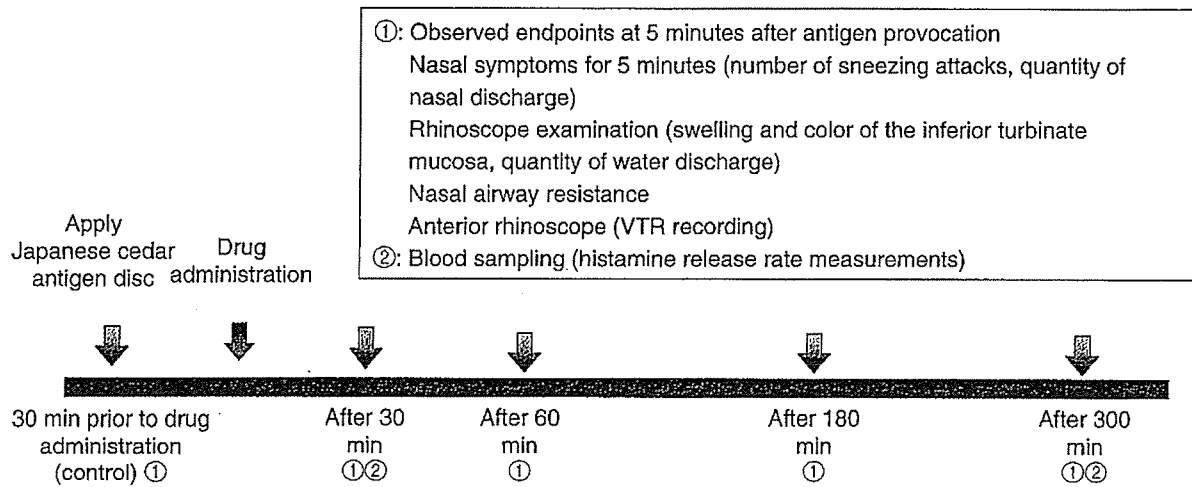 ①: Observed endpoints at 5 minutes after antigen provocation
Nasal symptoms for 5 minutes (number of sneezing attacks, quantity of
nasal discharge)
Rhinoscope examination (swelling and color of the inferior turbinate
mucosa, quantity of water discharge)
Nasal airway resistance
Anterior rhinoscope (VTR recording)
②: Blood sampling (histamine release rate measurements)
Apply
Japanese cedar
antigen disc
Drug
administration
30 min prior to drug
administration
(control) ①
After 30
min
①②
After 60
min
①
After 180
min
①
After 300
min
①②